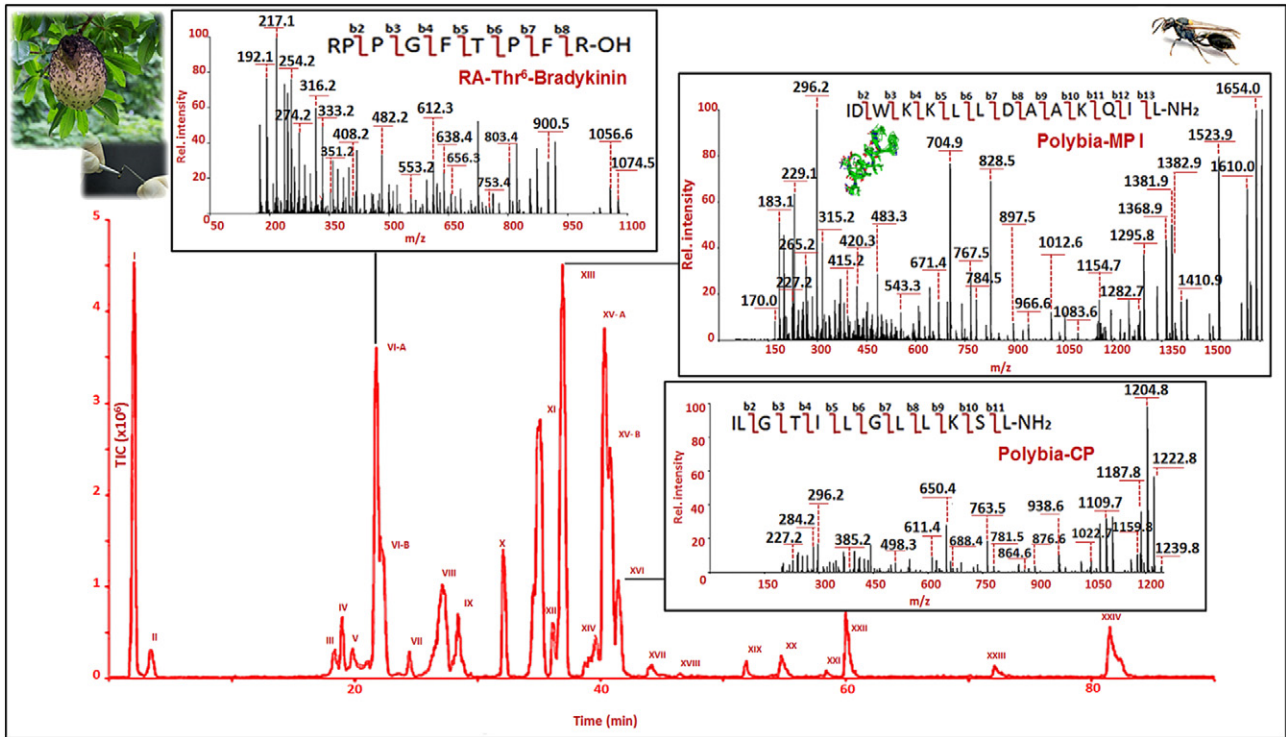 b2 b3 b4 b5 b6 b7 b8
RPPGFTPFR-OH
RA-Thr⁶-Bradykinin
Rel. intensity
100
80
60
40
20
192.1 217.1 254.2 274.2 316.2 333.2 351.2 408.2 482.2 553.2 612.3 638.4 656.3 753.4 803.4 900.5 1056.6 1074.5
50 200 350 500 650 800 950 1100
m/z
b2 b3 b4 b5 b6 b7 b8 b9 b10 b11 b12 b13
IDWKKLLDAAKQIL-NH₂
Polybia-MP I
Rel. intensity
100
80
60
40
20
0
170.0 183.1 227.2 229.1 265.2 296.2 315.2 415.2 420.3 483.3 543.3 671.4 704.9 767.5 784.5 828.5 897.5 966.6 1012.6 1083.6 1154.7 1282.7 1295.8 1368.9 1381.9 1382.9 1410.9 1523.9 1610.0 1654.0
150 300 450 600 750 900 1050 1200 1350 1500
m/z
b2 b3 b4 b5 b6 b7 b8 b9 b10 b11
ILGTILGLLKSL-NH₂
Polybia-CP
Rel. intensity
100
80
60
40
20
0
227.2 284.2 296.2 385.2 498.3 611.4 650.4 688.4 763.5 781.5 864.6 876.6 938.6 1022.7 1109.7 1159.8 1187.8 1204.8 1222.8 1239.8
150 300 450 600 750 900 1050 1200
m/z
TIC (x10⁶)
5
4
3
2
1
0
I II III IV V VI-A VI-B VII VIII IX X XI XII XIII XIV XV-A XV-B XVI XVII XVIII XIX XX XXI XXII XXIII XXIV
20 40 60 80
Time (min)